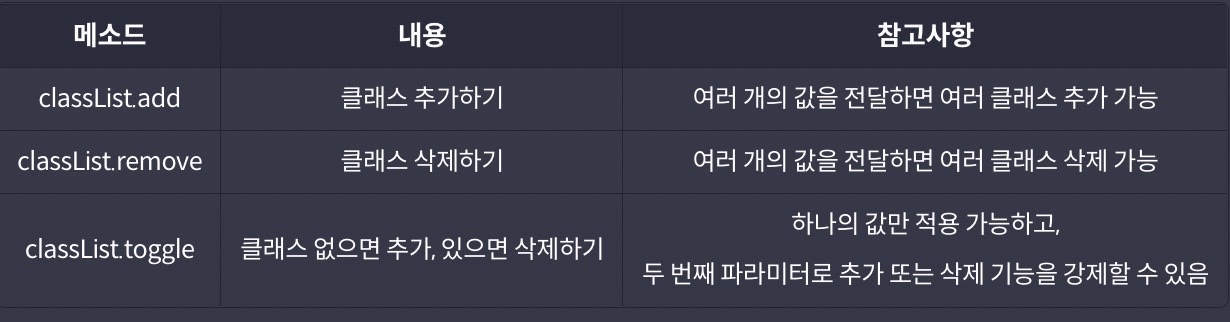 메소드 내용 참고사항
classList.add 클래스 추가하기 여러 개의 값을 전달하면 여러 클래스 추가 가능
classList.remove 클래스 삭제하기 여러 개의 값을 전달하면 여러 클래스 삭제 가능
classList.toggle 클래스 없으면 추가, 있으면 삭제하기 하나의 값만 적용 가능하고,
두 번째 파라미터로 추가 또는 삭제 기능을 강제할 수 있음